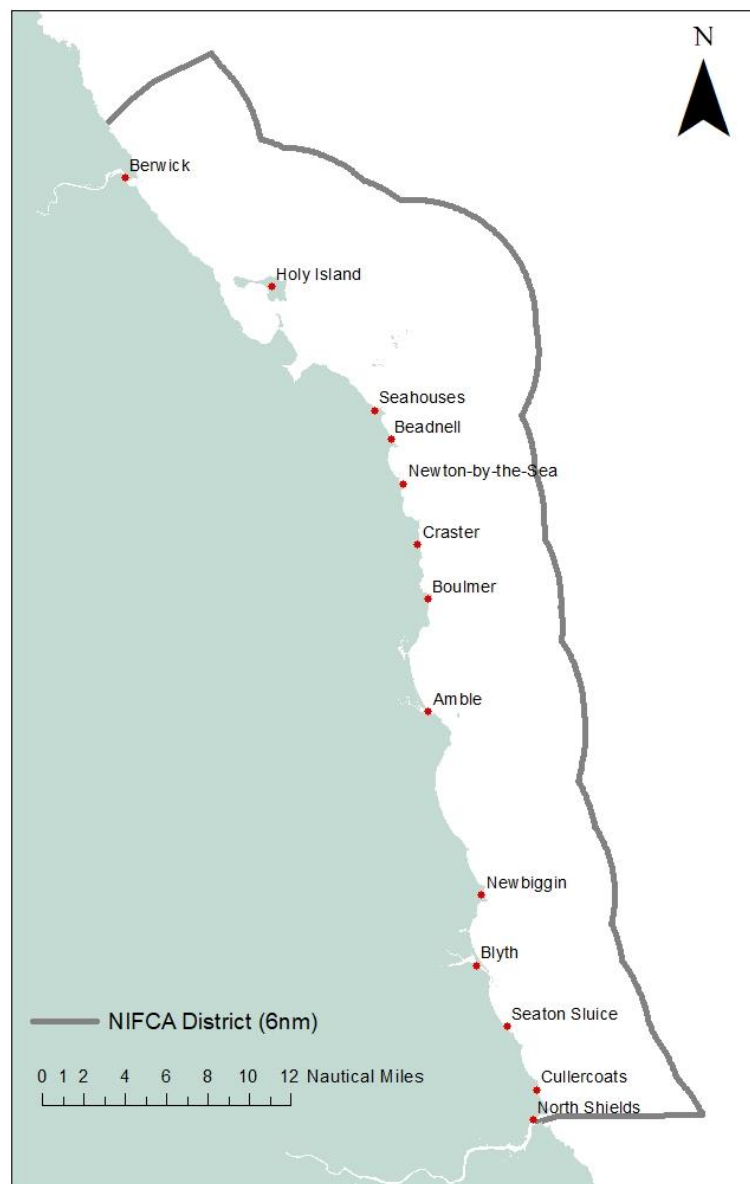 N
Berwick
Holy Island
Seahouses
Beadnell
Newton-by-the-Sea
Craster
Boulmer
Amble
Newbiggin
Blyth
Seaton Sluice
NIFCA District (6nm)
0 1 2 4 6 8 10 12 Nautical Miles
Cullercoats
North Shields